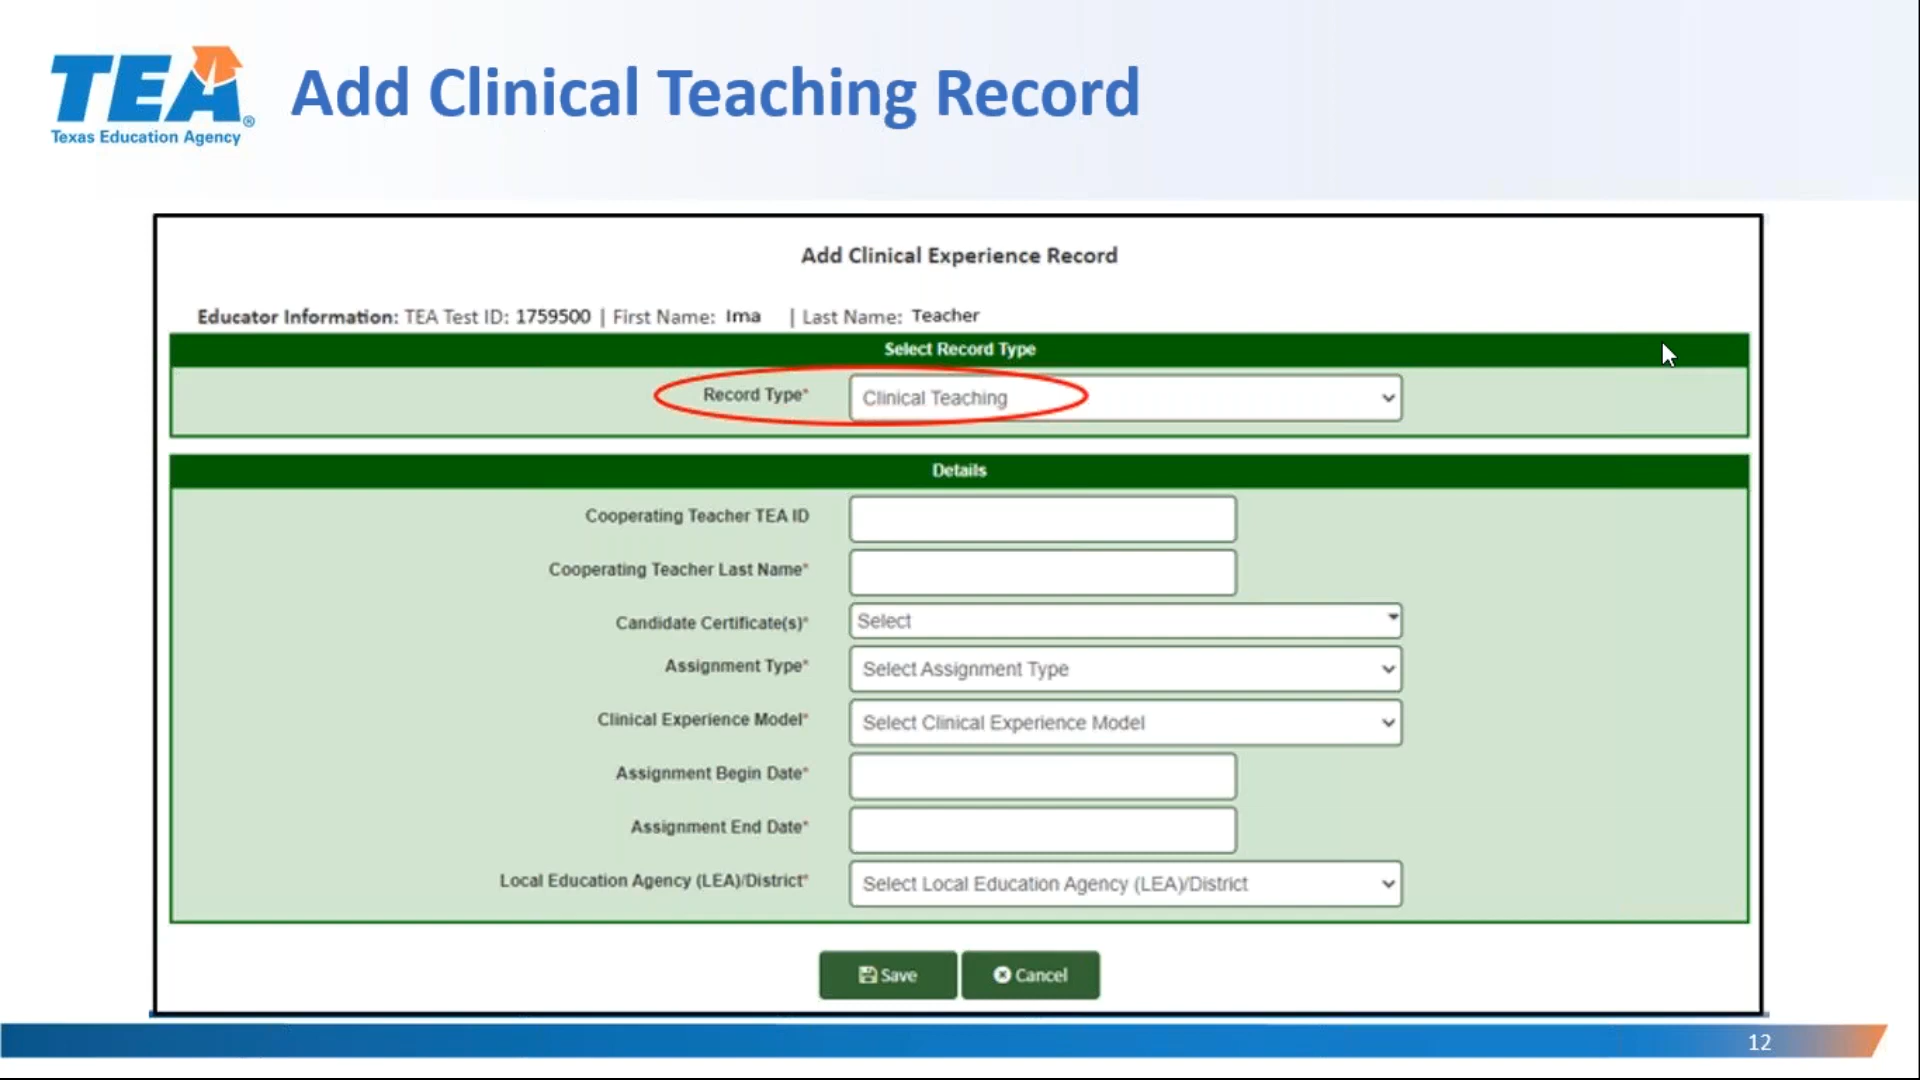 TEA®
Texas Education Agency
Add Clinical Teaching Record
Add Clinical Experience Record
Educator Information: TEA Test ID: 1759500 | First Name: Ima | Last Name: Teacher
Select Record Type
Record Type* Clinical Teaching
Details
Cooperating Teacher TEA ID
Cooperating Teacher Last Name*
Candidate Certificate(s)* Select
Assignment Type* Select Assignment Type
Clinical Experience Model* Select Clinical Experience Model
Assignment Begin Date*
Assignment End Date*
Local Education Agency (LEA)/District* Select Local Education Agency (LEA)/District
Save Cancel
12